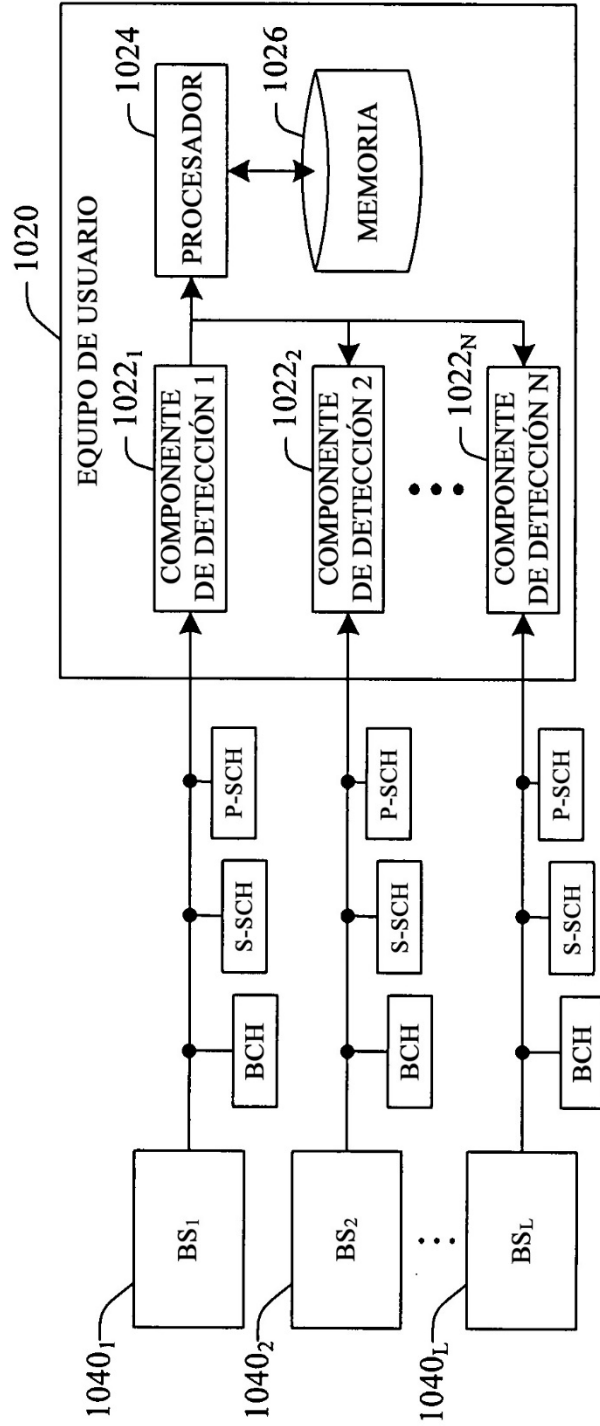 1020
EQUIPO DE USUARIO
1024
PROCESADOR
1026
MEMORIA
1022₁
COMPONENTE
DE DETECCIÓN 1
1022₂
COMPONENTE
DE DETECCIÓN 2
1022N
COMPONENTE
DE DETECCIÓN N
1040₁
BS₁
BCH
S-SCH
P-SCH
1040₂
BS₂
BCH
S-SCH
P-SCH
1040L
BSL
BCH
S-SCH
P-SCH